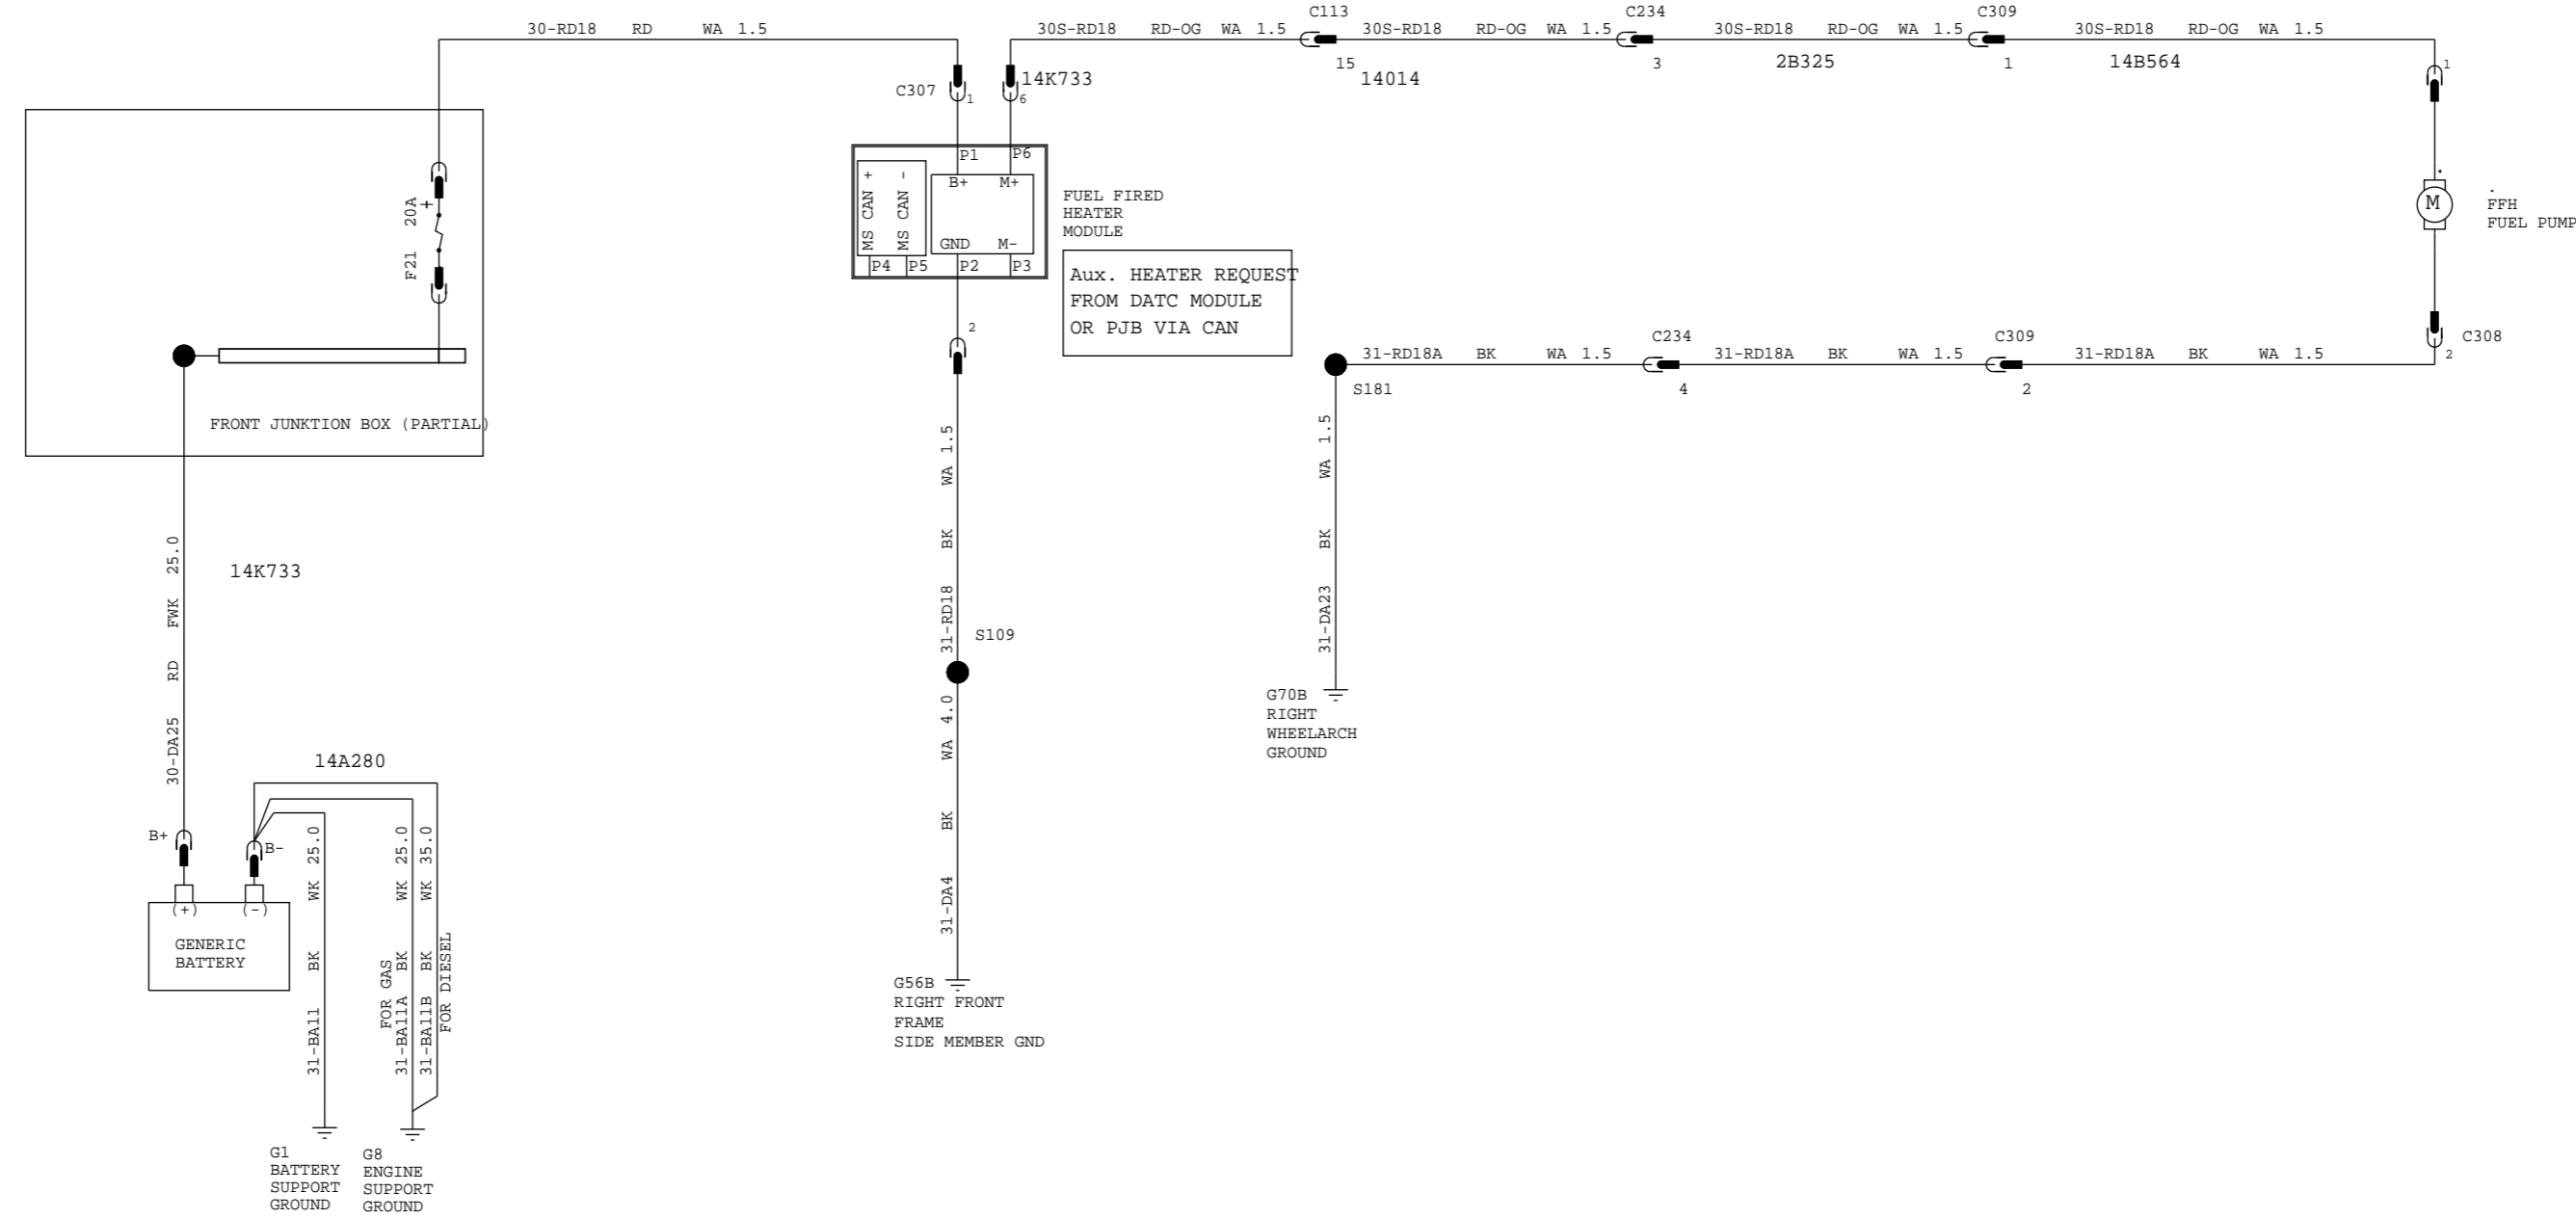 30-RD18 RD WA 1.5
30S-RD18 RD-OG WA 1.5
C113
30S-RD18 RD-OG WA 1.5
C234
30S-RD18 RD-OG WA 1.5
C309
30S-RD18 RD-OG WA 1.5
15
14014
3
2B325
1
14B564
1
C307
1
14K733
6
P1
P6
B+
M+
MS CAN +
MS CAN -
GND
M-
P4
P5
P2
P3
FUEL FIRED
HEATER
MODULE
Aux. HEATER REQUEST
FROM DATC MODULE
OR PJB VIA CAN
M
FFH
FUEL PUMP
F21 20A +
FRONT JUNKTION BOX (PARTIAL)
2
31-RD18A BK WA 1.5
C234
31-RD18A BK WA 1.5
C309
31-RD18A BK WA 1.5
C308
2
S181
4
2
31-RD18 BK WA 1.5
31-DA23 BK WA 1.5
S109
31-DA4 BK WA 4.0
G70B
RIGHT
WHEELARCH
GROUND
G56B
RIGHT FRONT
FRAME
SIDE MEMBER GND
30-DA25 RD FWK 25.0
14K733
14A280
B+
B-
(+)
(-)
GENERIC
BATTERY
31-BA11 BK WK 25.0
FOR GAS
31-BA11A BK WK 25.0
31-BA11B BK WK 35.0
FOR DIESEL
G1
BATTERY
SUPPORT
GROUND
G8
ENGINE
SUPPORT
GROUND